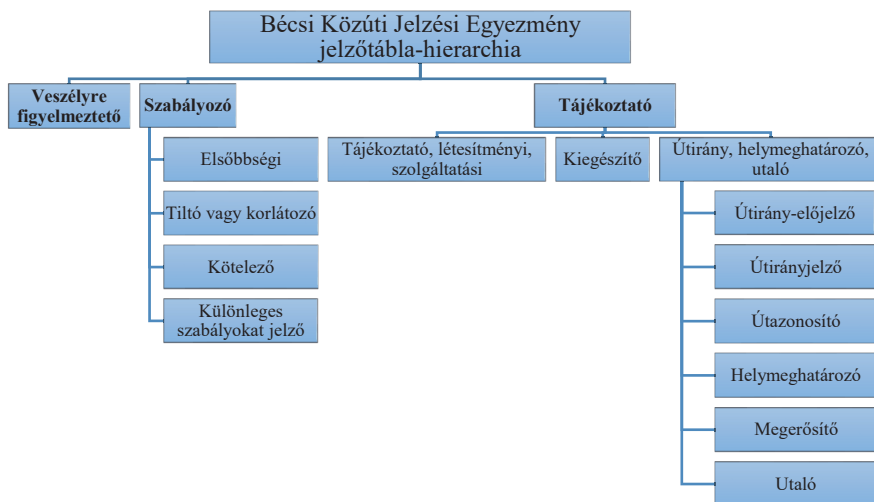 Bécsi Közúti Jelzési Egyezmény
jelzőtábla-hierarchia
Veszélyre
figyelmeztető
Szabályozó
Elsőbbségi
Tiltó vagy korlátozó
Kötelező
Különleges
szabályokat jelző
Tájékoztató
Tájékoztató, létesítményi,
szolgáltatási
Kiegészítő
Útirány, helymeghatározó,
utaló
Útirány-előjelző
Útirányjelző
Útazonosító
Helymeghatározó
Megerősítő
Utaló